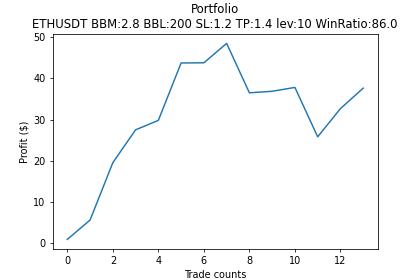 Portfolio
ETHUSDT BBM:2.8 BBL:200 SL:1.2 TP:1.4 lev:10 WinRatio:86.0
50
40
30
20
10
0
Profit ($)
0 2 4 6 8 10 12
Trade counts